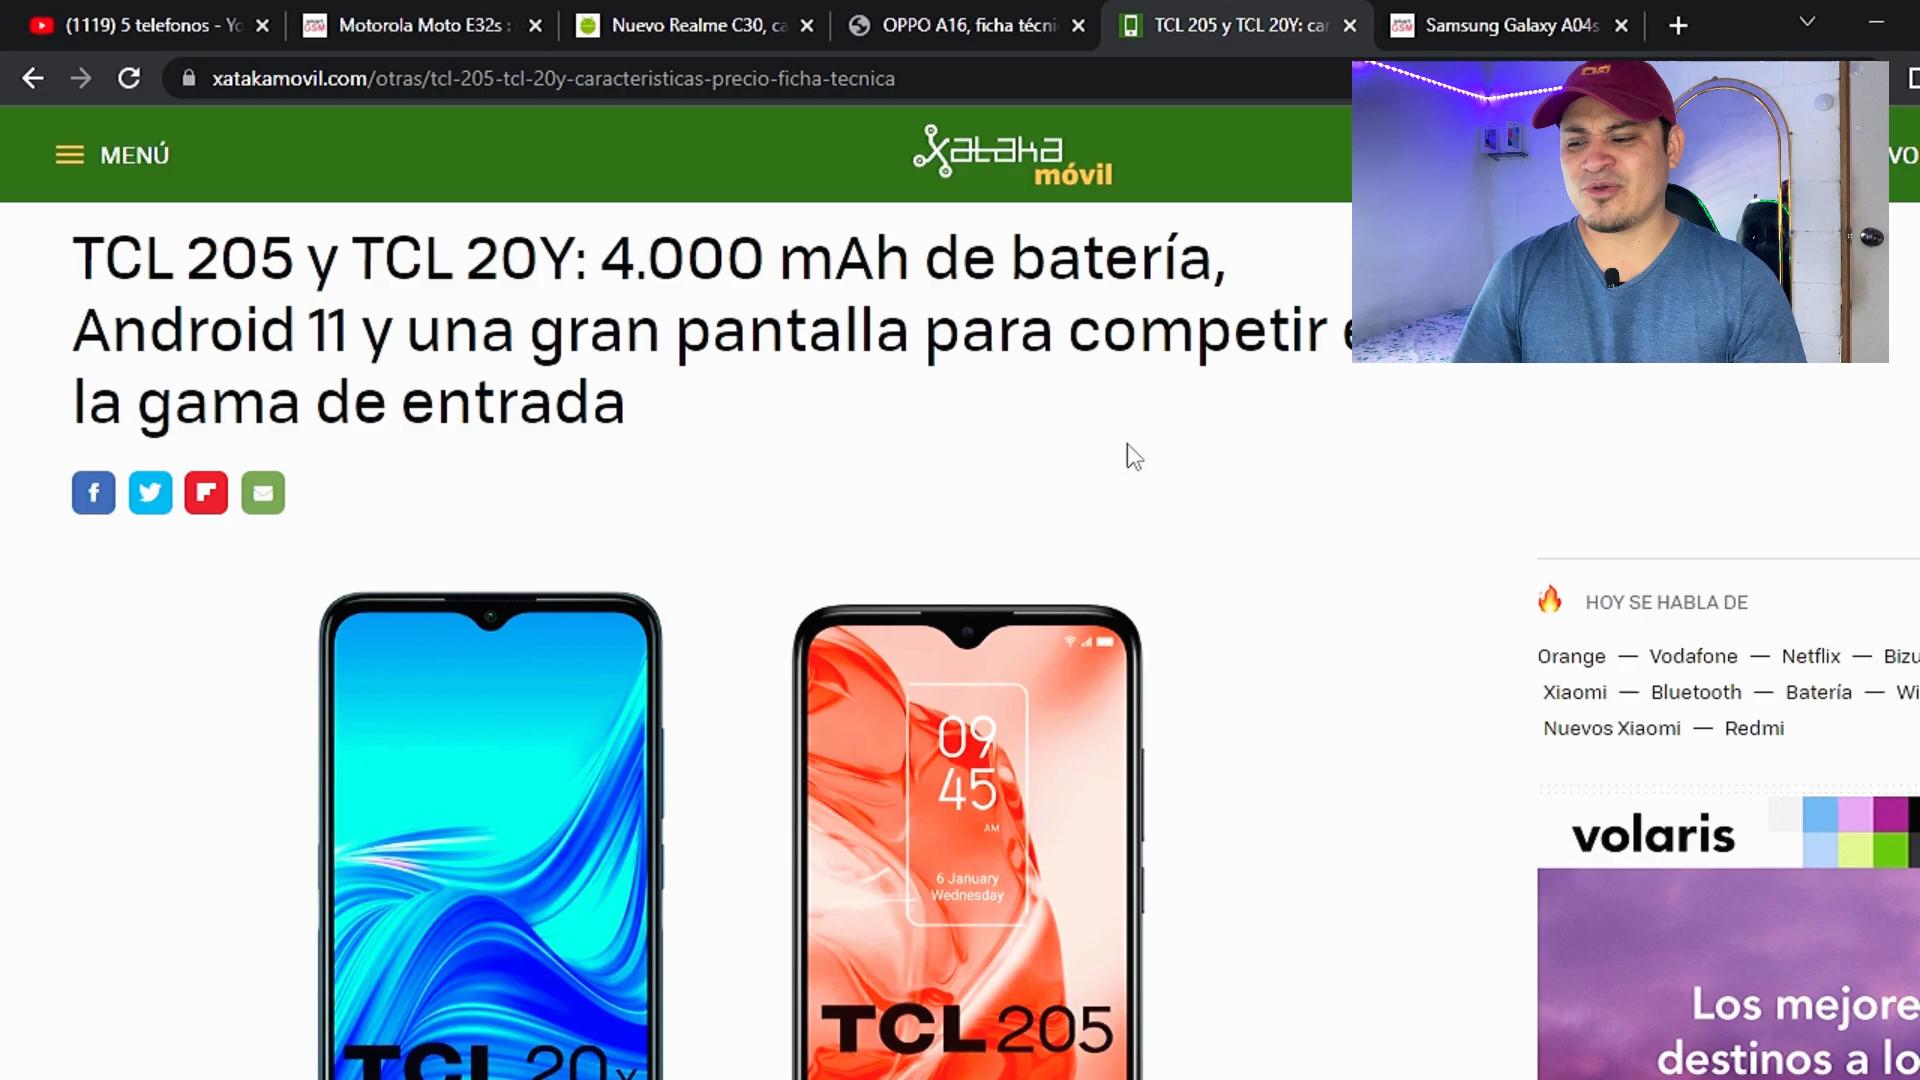 (1119) 5 telefonos - Yo
Motorola Moto E32s :
Nuevo Realme C30, ca
OPPO A16, ficha técni
TCL 205 y TCL 20Y: car
Samsung Galaxy A04s
xatakamovil.com/otras/tcl-205-tcl-20y-caracteristicas-precio-ficha-tecnica
MENÚ
xataka
móvil
VO
TCL 205 y TCL 20Y: 4.000 mAh de batería,
Android 11 y una gran pantalla para competir e
la gama de entrada
HOY SE HABLA DE
Orange — Vodafone — Netflix — Bizu
Xiaomi — Bluetooth — Batería — Wi
Nuevos Xiaomi — Redmi
09
45
AM
6 January
Wednesday
TCL 20Y
TCL 205
volaris
Los mejore
destinos a lo